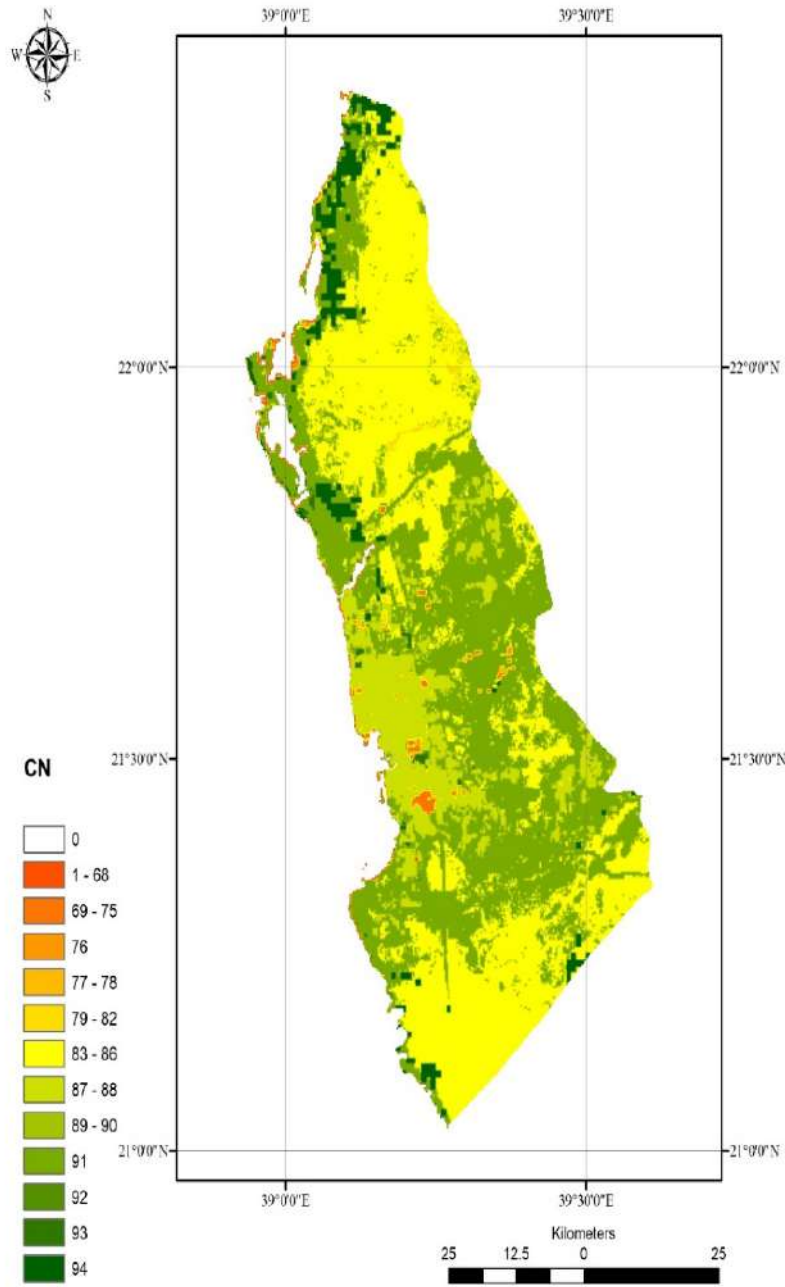 39°0'0"E 39°30'0"E
N
W E
S
22°0'0"N 22°0'0"N
21°30'0"N 21°30'0"N
21°0'0"N 21°0'0"N
CN
0
1 - 68
69 - 75
76
77 - 78
79 - 82
83 - 86
87 - 88
89 - 90
91
92
93
94
39°0'0"E 39°30'0"E
Kilometers
25 12.5 0 25